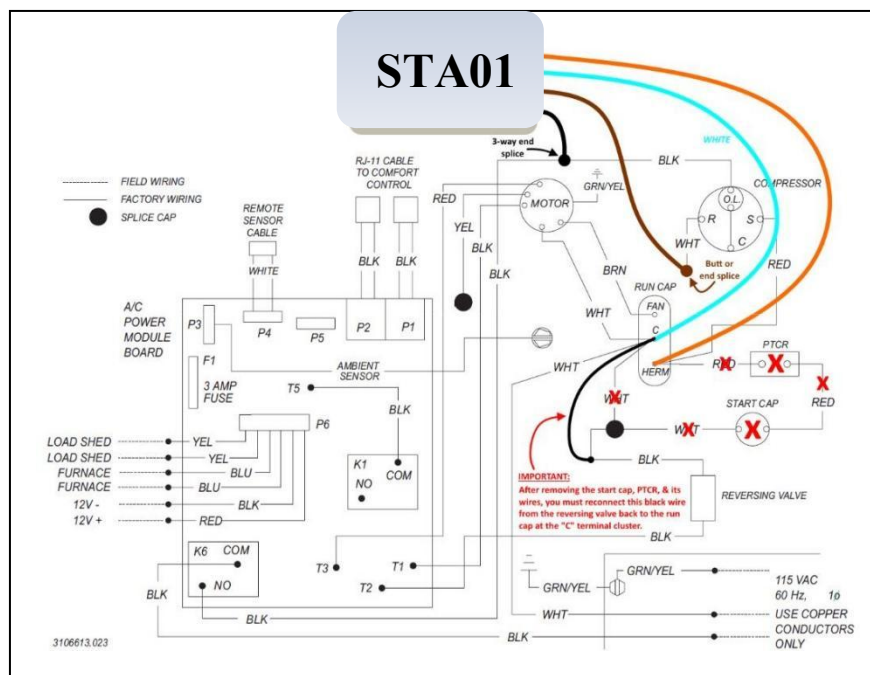 STA01
3-way end
splice
WHITE
FIELD WIRING
FACTORY WIRING
SPLICE CAP
RJ-11 CABLE
TO COMFORT
CONTROL
REMOTE
SENSOR
CABLE
WHITE
BLK
BLK
RED
YEL
BLK
BLK
MOTOR
GRN/YEL
BLK
COMPRESSOR
O.L.
R
S
C
WHT
RED
Butt or
end splice
BRN
WHT
RUN CAP
FAN
C
HERM
A/C
POWER
MODULE
BOARD
P3
P4
P5
P2
P1
F1
3 AMP
FUSE
AMBIENT
SENSOR
T5
BLK
P6
WHT
WHT
RED
PTCR
X
X
X
RED
X
START CAP
WHT
X
X
LOAD SHED
YEL
LOAD SHED
YEL
FURNACE
BLU
FURNACE
BLU
12V -
BLK
12V +
RED
K1
NO
COM
BLK
IMPORTANT:
After removing the start cap, PTCR, & its
wires, you must reconnect this black wire
from the reversing valve back to the run
cap at the "C" terminal cluster.
REVERSING VALVE
BLK
K6
COM
NO
T3
T1
T2
BLK
BLK
GRN/YEL
GRN/YEL
WHT
BLK
115 VAC
60 Hz, 1ø
USE COPPER
CONDUCTORS
ONLY
3106613.023